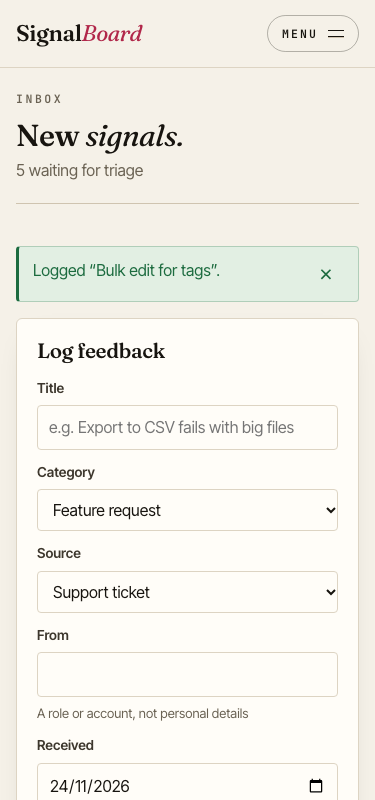 SignalBoard
MENU
INBOX
New signals.
5 waiting for triage
Logged “Bulk edit for tags”.
×
Log feedback
Title
e.g. Export to CSV fails with big files
Category
Feature request
Source
Support ticket
From
A role or account, not personal details
Received
24/11/2026